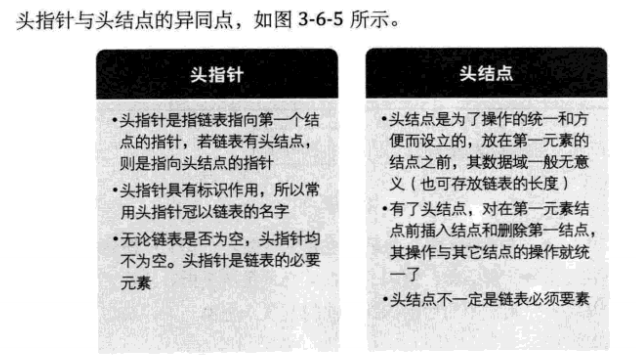 头指针与头结点的异同点，如图 3-6-5 所示。
头指针
•头指针是指链表指向第一个结
点的指针，若链表有头结点，
则是指向头结点的指针
•头指针具有标识作用，所以常
用头指针冠以链表的名字
•无论链表是否为空，头指针均
不为空。头指针是链表的必要
元素
头结点
•头结点是为了操作的统一和方
便而设立的，放在第一元素的
结点之前，其数据域一般无意
义（也可存放链表的长度）
•有了头结点，对在第一元素结
点前插入结点和删除第一结点，
其操作与其它结点的操作就统
一了
•头结点不一定是链表必须要素